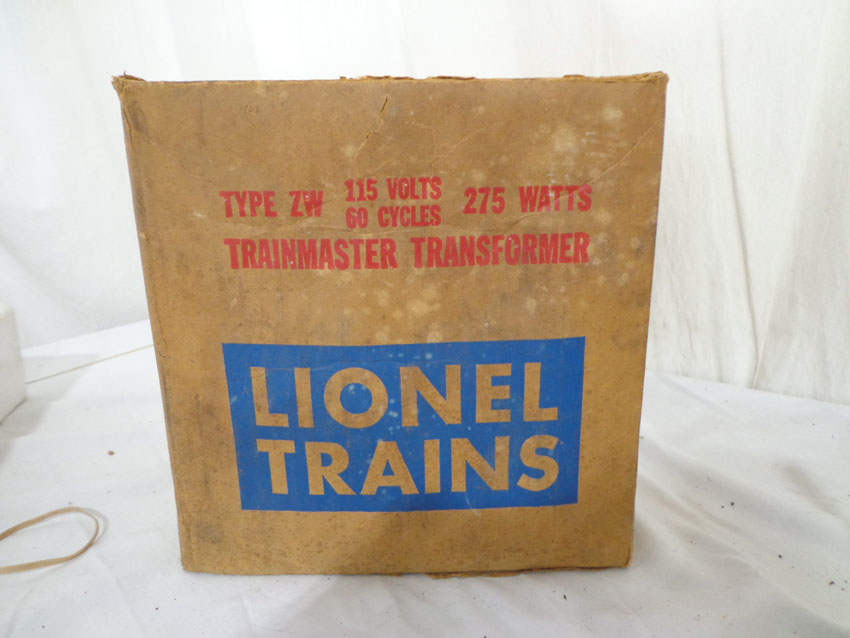 TYPE ZW 115 VOLTS 60 CYCLES 275 WATTS
TRAINMASTER TRANSFORMER
LIONEL
TRAINS